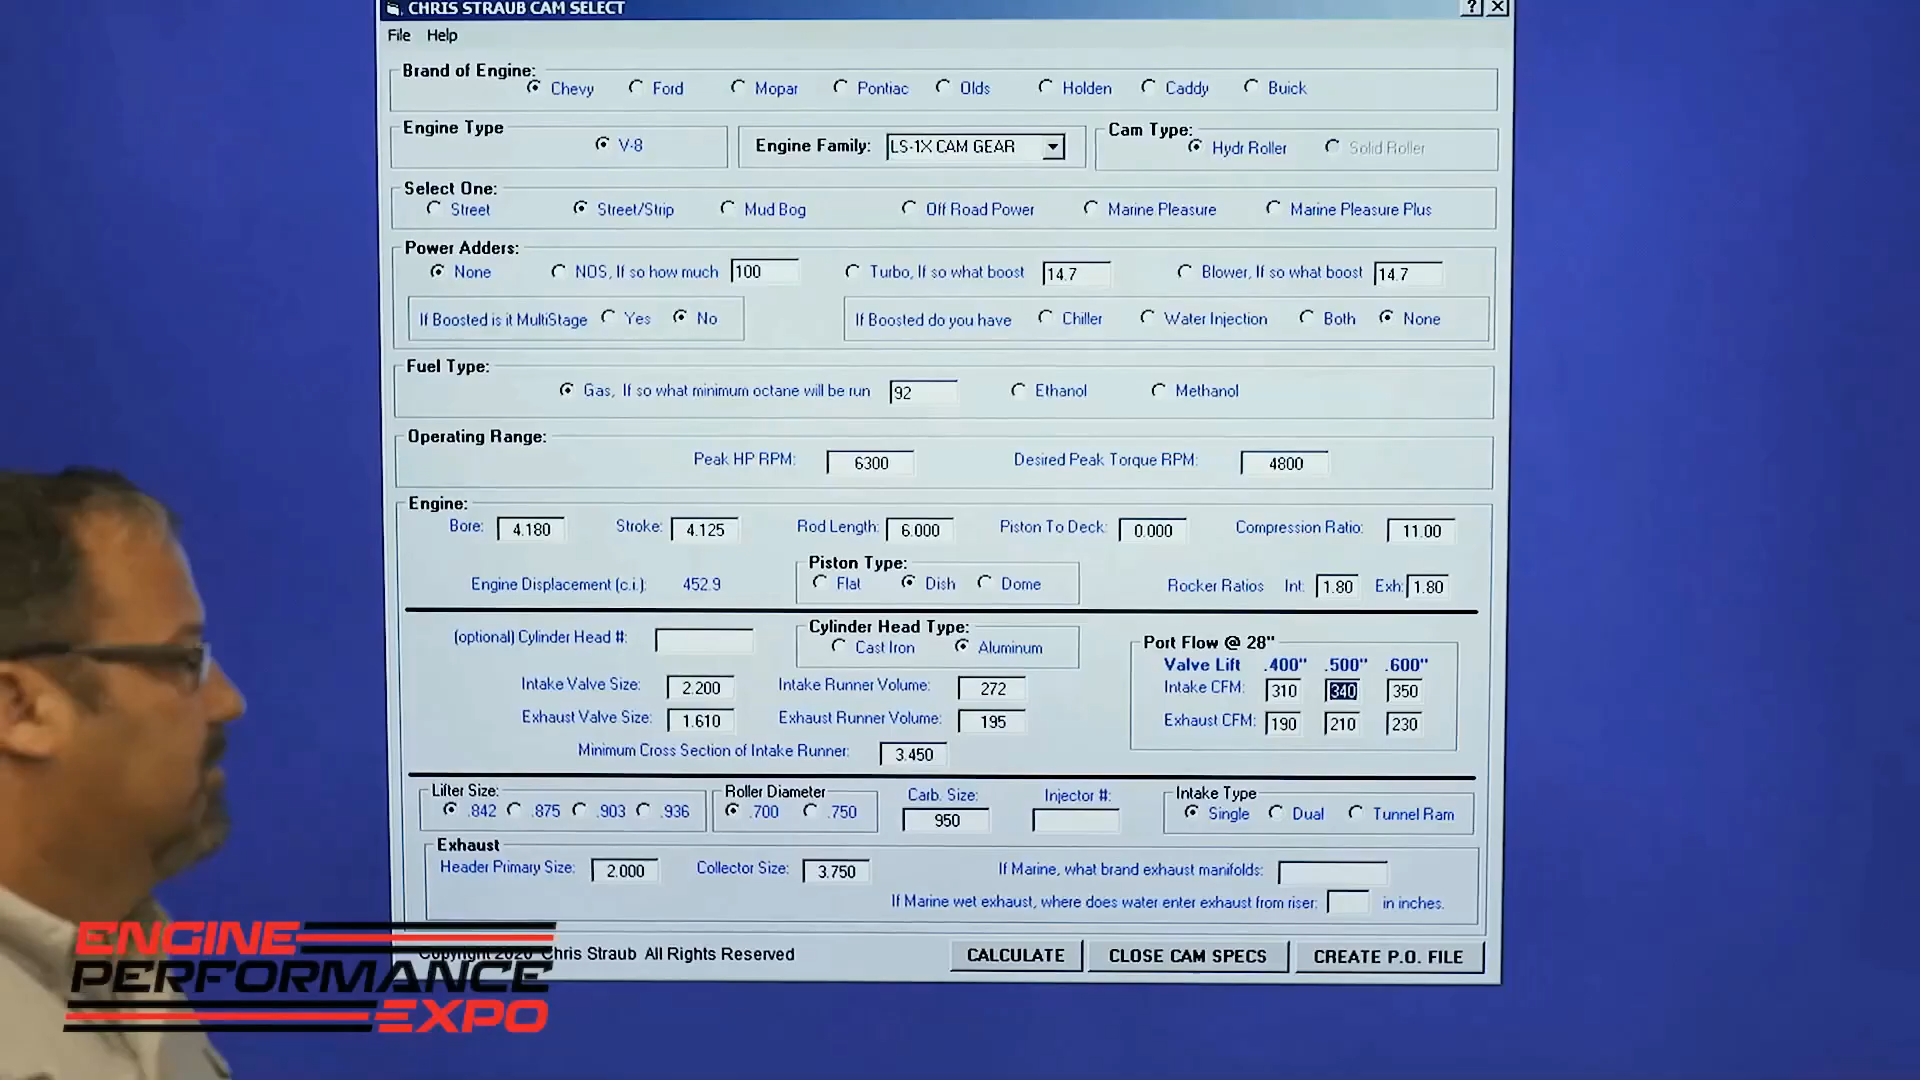 CHRIS STRAUB CAM SELECT
File Help
Brand of Engine:
Chevy Ford Mopar Pontiac Olds Holden Caddy Buick
Engine Type
V-8
Engine Family: LS-1X CAM GEAR
Cam Type:
Hydr Roller Solid Roller
Select One:
Street Street/Strip Mud Bog Off Road Power Marine Pleasure Marine Pleasure Plus
Power Adders:
None NOS, If so how much 100 Turbo, If so what boost 14.7 Blower, If so what boost 14.7
If Boosted is it MultiStage Yes No If Boosted do you have Chiller Water Injection Both None
Fuel Type:
Gas, If so what minimum octane will be run 92 Ethanol Methanol
Operating Range:
Peak HP RPM: 6300 Desired Peak Torque RPM: 4800
Engine:
Bore: 4.180 Stroke: 4.125 Rod Length: 6.000 Piston To Deck: 0.000 Compression Ratio: 11.00
Engine Displacement (c.i.): 452.9
Piston Type:
Flat Dish Dome
Rocker Ratios Int: 1.80 Exh: 1.80
(optional) Cylinder Head #:
Cylinder Head Type:
Cast Iron Aluminum
Intake Valve Size: 2.200 Intake Runner Volume: 272
Exhaust Valve Size: 1.610 Exhaust Runner Volume: 195
Minimum Cross Section of Intake Runner: 3.450
Port Flow @ 28"
Valve Lift .400" .500" .600"
Intake CFM: 310 340 350
Exhaust CFM: 190 210 230
Lifter Size:
.842 .875 .903 .936
Roller Diameter
.700 .750
Carb. Size:
950
Injector #:
Intake Type
Single Dual Tunnel Ram
Exhaust
Header Primary Size: 2.000 Collector Size: 3.750 If Marine, what brand exhaust manifolds:
If Marine wet exhaust, where does water enter exhaust from riser: in inches.
Copyright 2020 Chris Straub All Rights Reserved
CALCULATE CLOSE CAM SPECS CREATE P.O. FILE
ENGINE
PERFORMANCE
EXPO